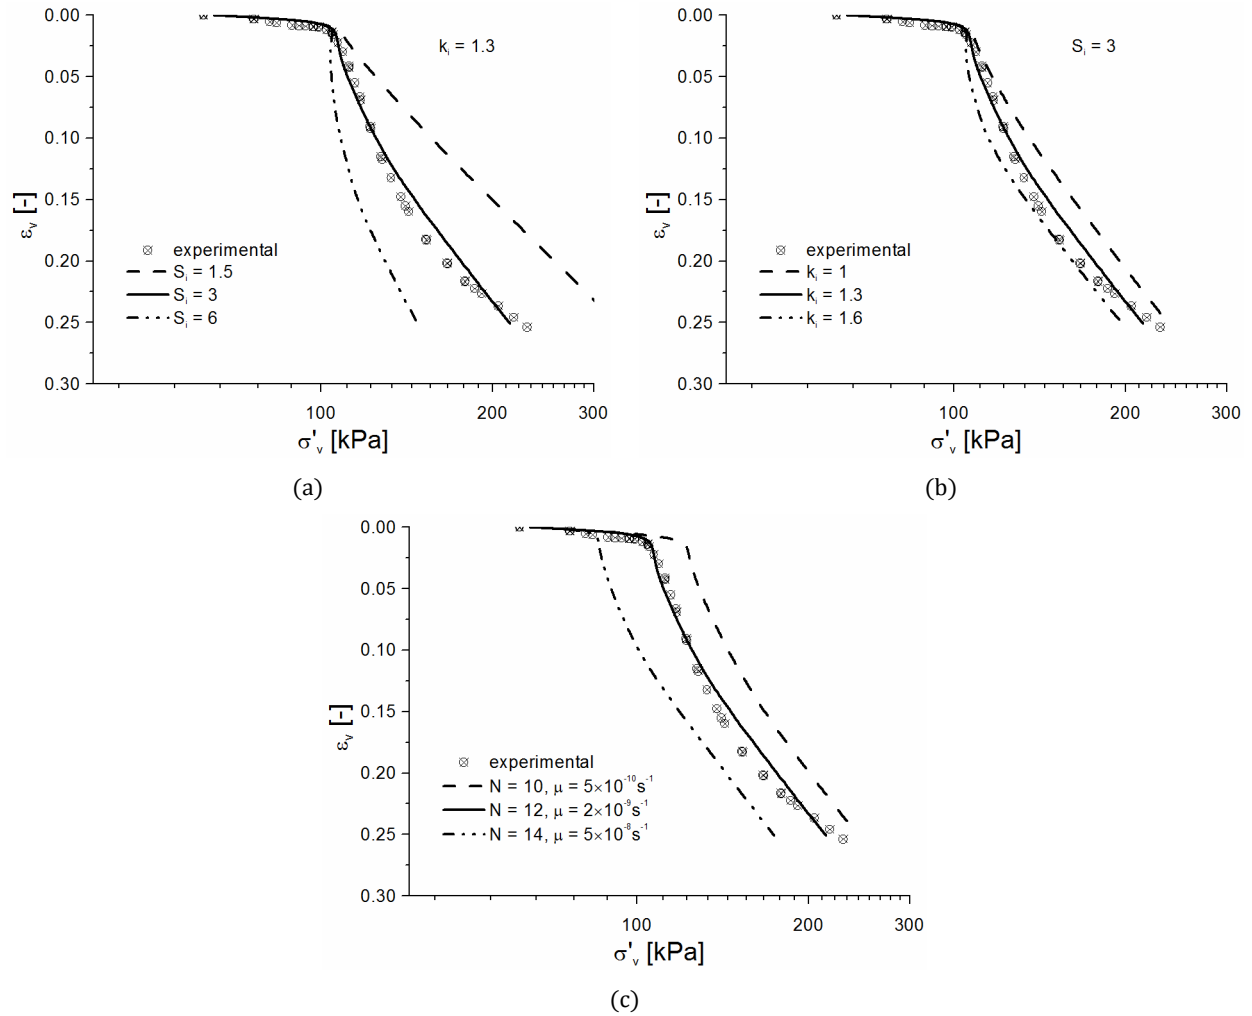 0.00
0.05
0.10
0.15
0.20
0.25
0.30
εv [-]
kᵢ = 1.3
experimental
Sᵢ = 1.5
Sᵢ = 3
Sᵢ = 6
100 200 300
σ'v [kPa]
(a)
0.00
0.05
0.10
0.15
0.20
0.25
0.30
εv [-]
Sᵢ = 3
experimental
kᵢ = 1
kᵢ = 1.3
kᵢ = 1.6
100 200 300
σ'v [kPa]
(b)
0.00
0.05
0.10
0.15
0.20
0.25
0.30
εv [-]
experimental
N = 10, μ = 5×10⁻¹⁰s⁻¹
N = 12, μ = 2×10⁻⁹s⁻¹
N = 14, μ = 5×10⁻⁸s⁻¹
100 200 300
σ'v [kPa]
(c)